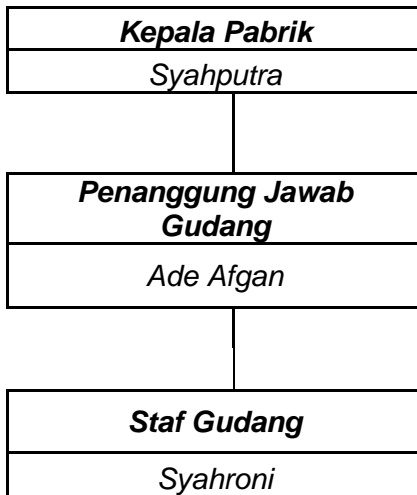 Kepala Pabrik
Syahputra
Penanggung Jawab
Gudang
Ade Afgan
Staf Gudang
Syahroni